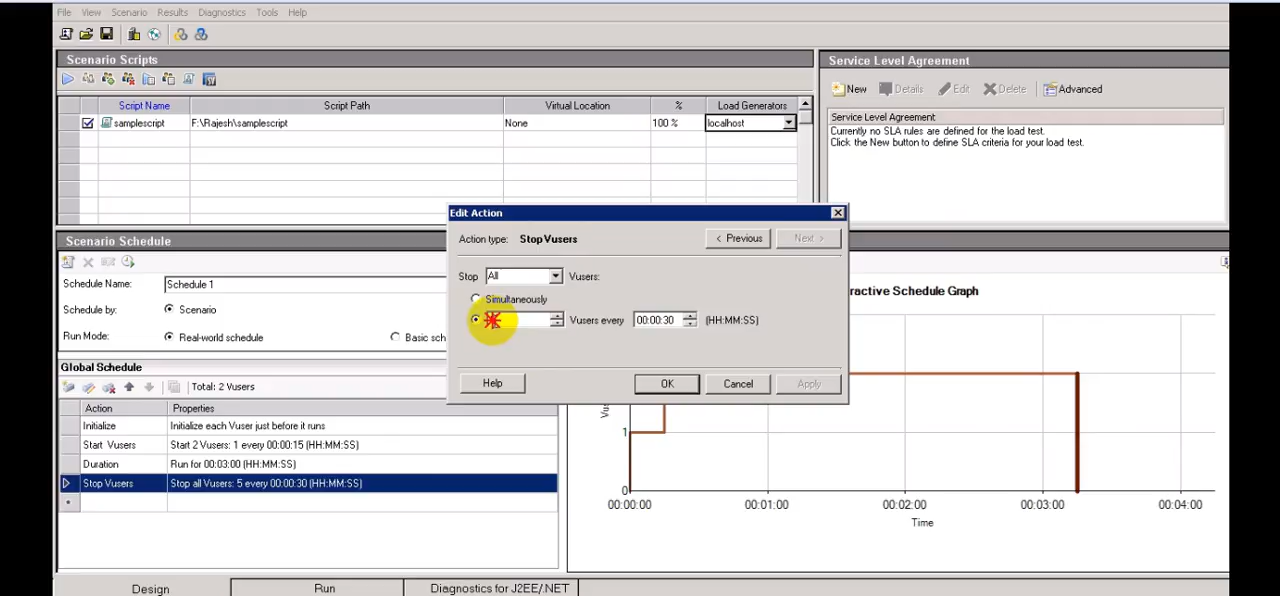 File View Scenario Results Diagnostics Tools Help
Scenario Scripts
Script Name Script Path Virtual Location % Load Generators
samplescript F:\Rajesh\samplescript None 100 % localhost
Service Level Agreement
New Details Edit Delete Advanced
Service Level Agreement
Currently no SLA rules are defined for the load test.
Click the New button to define SLA criteria for your load test.
Edit Action
Action type: Stop Vusers < Previous Next >
Stop All Vusers:
Simultaneously
Vusers every 00:00:30 (HH:MM:SS)
Help OK Cancel Apply
Scenario Schedule
Schedule Name: Schedule 1
Schedule by: Scenario
Run Mode: Real-world schedule Basic sch
Global Schedule
Total: 2 Vusers
Action Properties
Initialize Initialize each Vuser just before it runs
Start Vusers Start 2 Vusers: 1 every 00:00:15 (HH:MM:SS)
Duration Run for 00:03:00 (HH:MM:SS)
Stop Vusers Stop all Vusers: 5 every 00:00:30 (HH:MM:SS)
ractive Schedule Graph
Vu
1
0
00:00:00 00:01:00 00:02:00 00:03:00 00:04:00
Time
Design Run Diagnostics for J2EE/.NET